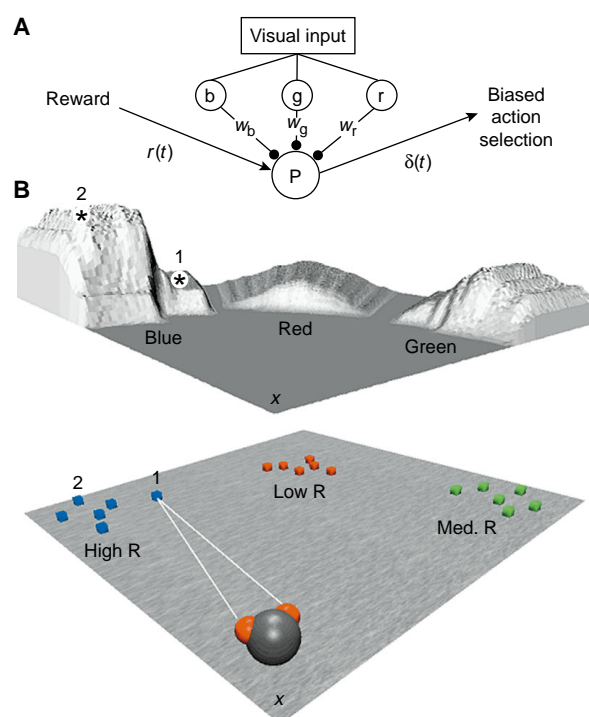 A
Visual input
b g r
Reward
w_b w_g w_r
Biased
action
selection
r(t)
P
δ(t)
B
2
*
1
*
Blue
Red
Green
x
2
1
Low R
High R
Med. R
x